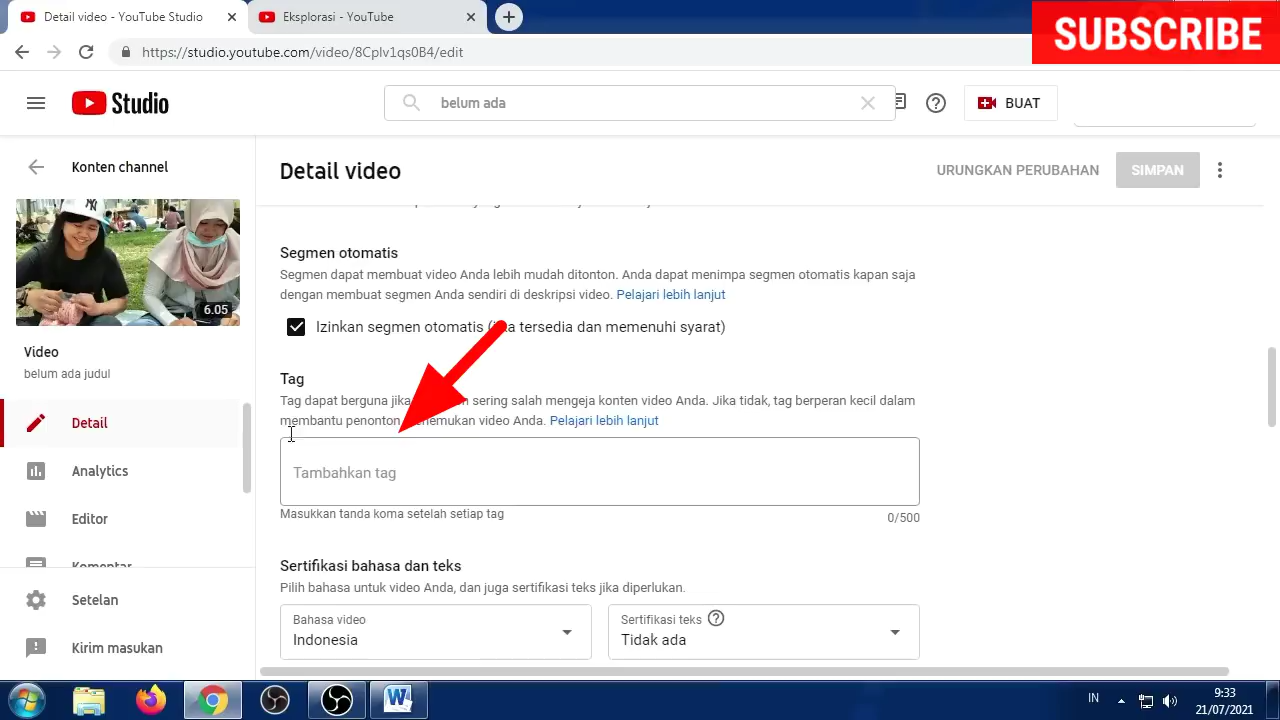 Detail video - YouTube Studio
Eksplorasi - YouTube
SUBSCRIBE
https://studio.youtube.com/video/8CpIv1qs0B4/edit
Studio
belum ada
BUAT
Konten channel
Detail video
URUNGKAN PERUBAHAN
SIMPAN
6.05
Video
belum ada judul
Detail
Analytics
Editor
Komentar
Setelan
Kirim masukan
Segmen otomatis
Segmen dapat membuat video Anda lebih mudah ditonton. Anda dapat menimpa segmen otomatis kapan saja
dengan membuat segmen Anda sendiri di deskripsi video. Pelajari lebih lanjut
Izinkan segmen otomatis tersedia dan memenuhi syarat)
Tag
Tag dapat berguna sering salah mengeja konten video Anda. Jika tidak, tag berperan kecil dalam
membantu penonton menemukan video Anda. Pelajari lebih lanjut
Tambahkan tag
Masukkan tanda koma setelah setiap tag
0/500
Sertifikasi bahasa dan teks
Pilih bahasa untuk video Anda, dan juga sertifikasi teks jika diperlukan.
Bahasa video
Indonesia
Sertifikasi teks
Tidak ada
IN
9:33
21/07/2021